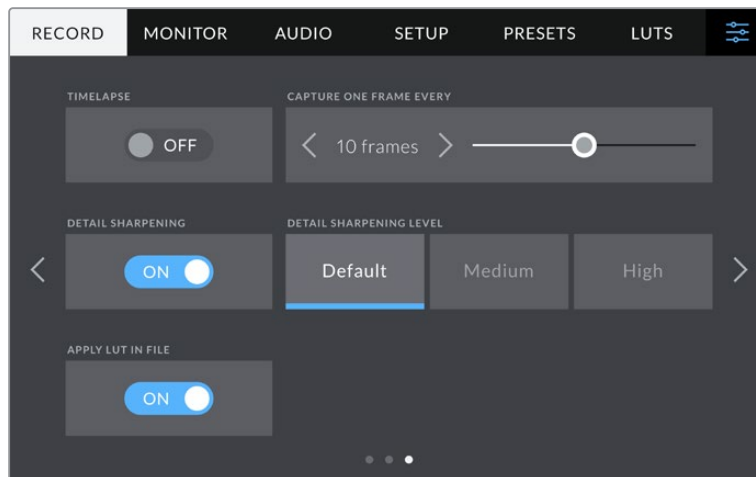 RECORD MONITOR AUDIO SETUP PRESETS LUTS
TIMELAPSE CAPTURE ONE FRAME EVERY
OFF 10 frames
DETAIL SHARPENING DETAIL SHARPENING LEVEL
ON Default Medium High
APPLY LUT IN FILE
ON